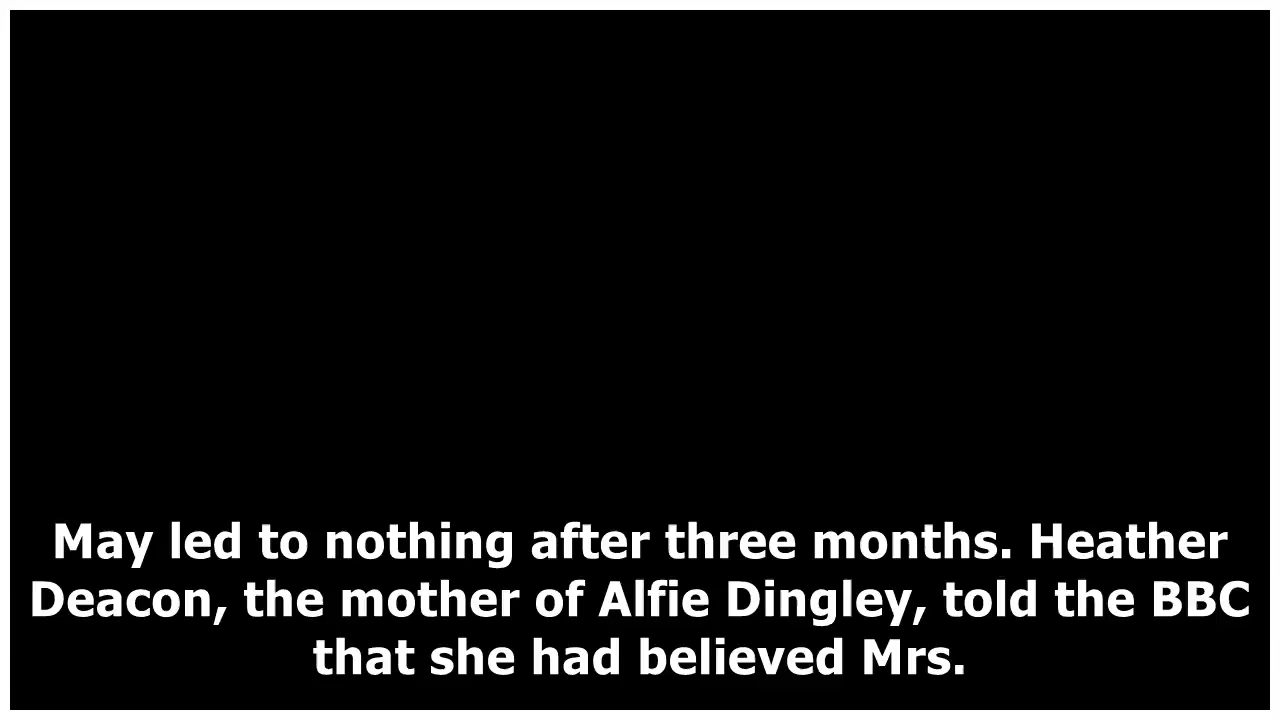 May led to nothing after three months. Heather
Deacon, the mother of Alfie Dingley, told the BBC
that she had believed Mrs.